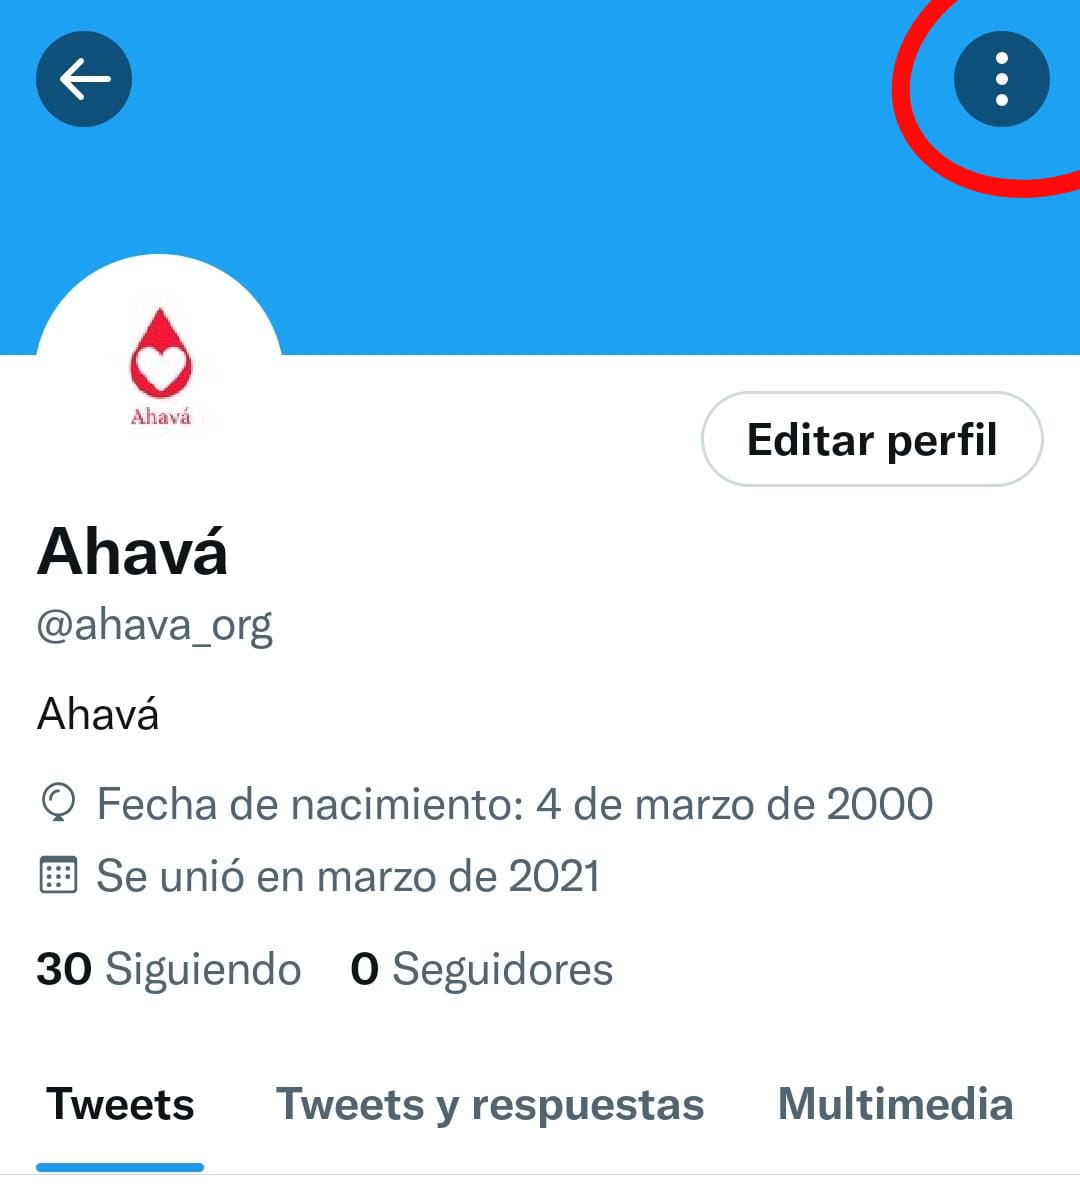 Ahavá
Editar perfil
Ahavá
@ahava_org
Ahavá
Fecha de nacimiento: 4 de marzo de 2000
Se unió en marzo de 2021
30 Siguiendo 0 Seguidores
Tweets Tweets y respuestas Multimedia